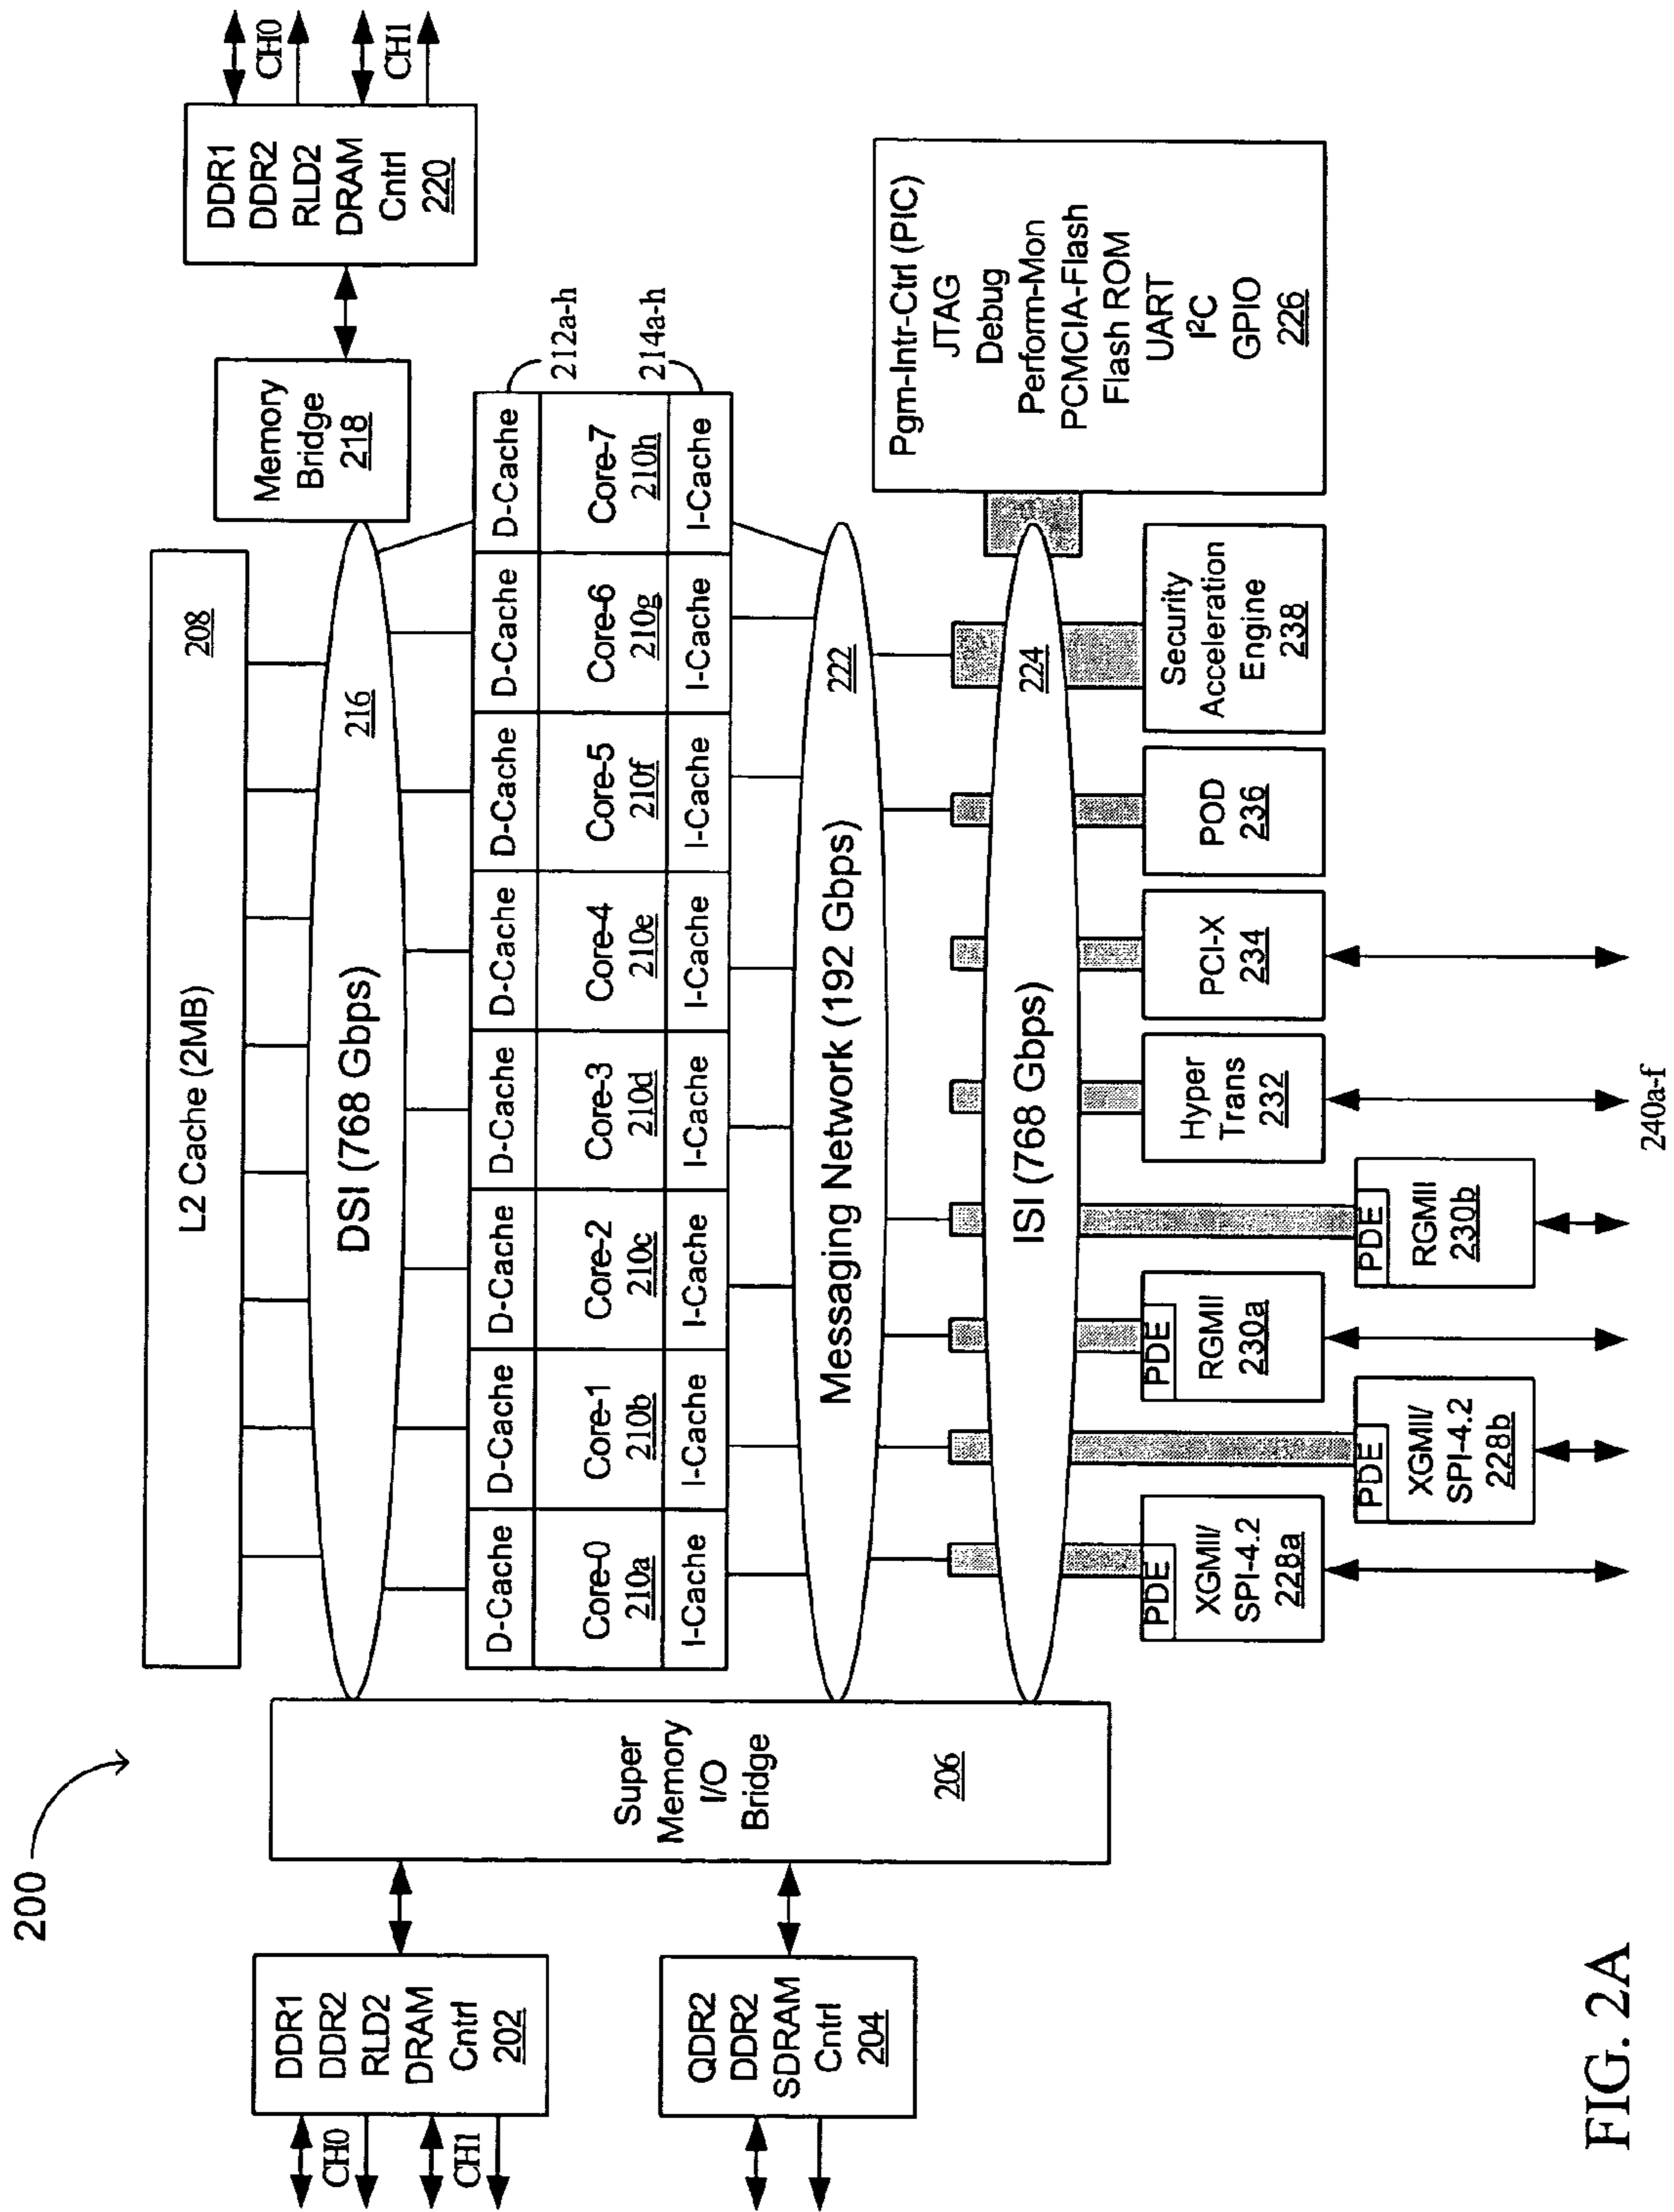 200
DDR1
DDR2
RLD2
DRAM
Cntrl
202
CH0
CH1
QDR2
DDR2
SDRAM
Cntrl
204
Super
Memory
I/O
Bridge
206
L2 Cache (2MB)
208
DSI (768 Gbps)
216
Memory
Bridge
218
DDR1
DDR2
RLD2
DRAM
Cntrl
220
CH0
CH1
D-Cache
D-Cache
D-Cache
D-Cache
D-Cache
D-Cache
D-Cache
D-Cache
212a-h
Core-0
210a
Core-1
210b
Core-2
210c
Core-3
210d
Core-4
210e
Core-5
210f
Core-6
210g
Core-7
210h
I-Cache
I-Cache
I-Cache
I-Cache
I-Cache
I-Cache
I-Cache
I-Cache
214a-h
Messaging Network (192 Gbps)
222
ISI (768 Gbps)
224
Pgm-Intr-Ctrl (PIC)
JTAG
Debug
Perform-Mon
PCMCIA-Flash
Flash ROM
UART
I²C
GPIO
226
PDE
XGMII/
SPI-4.2
228a
PDE
XGMII/
SPI-4.2
228b
PDE
RGMII
230a
PDE
RGMII
230b
Hyper
Trans
232
PCI-X
234
POD
236
Security
Acceleration
Engine
238
240a-f
FIG. 2A